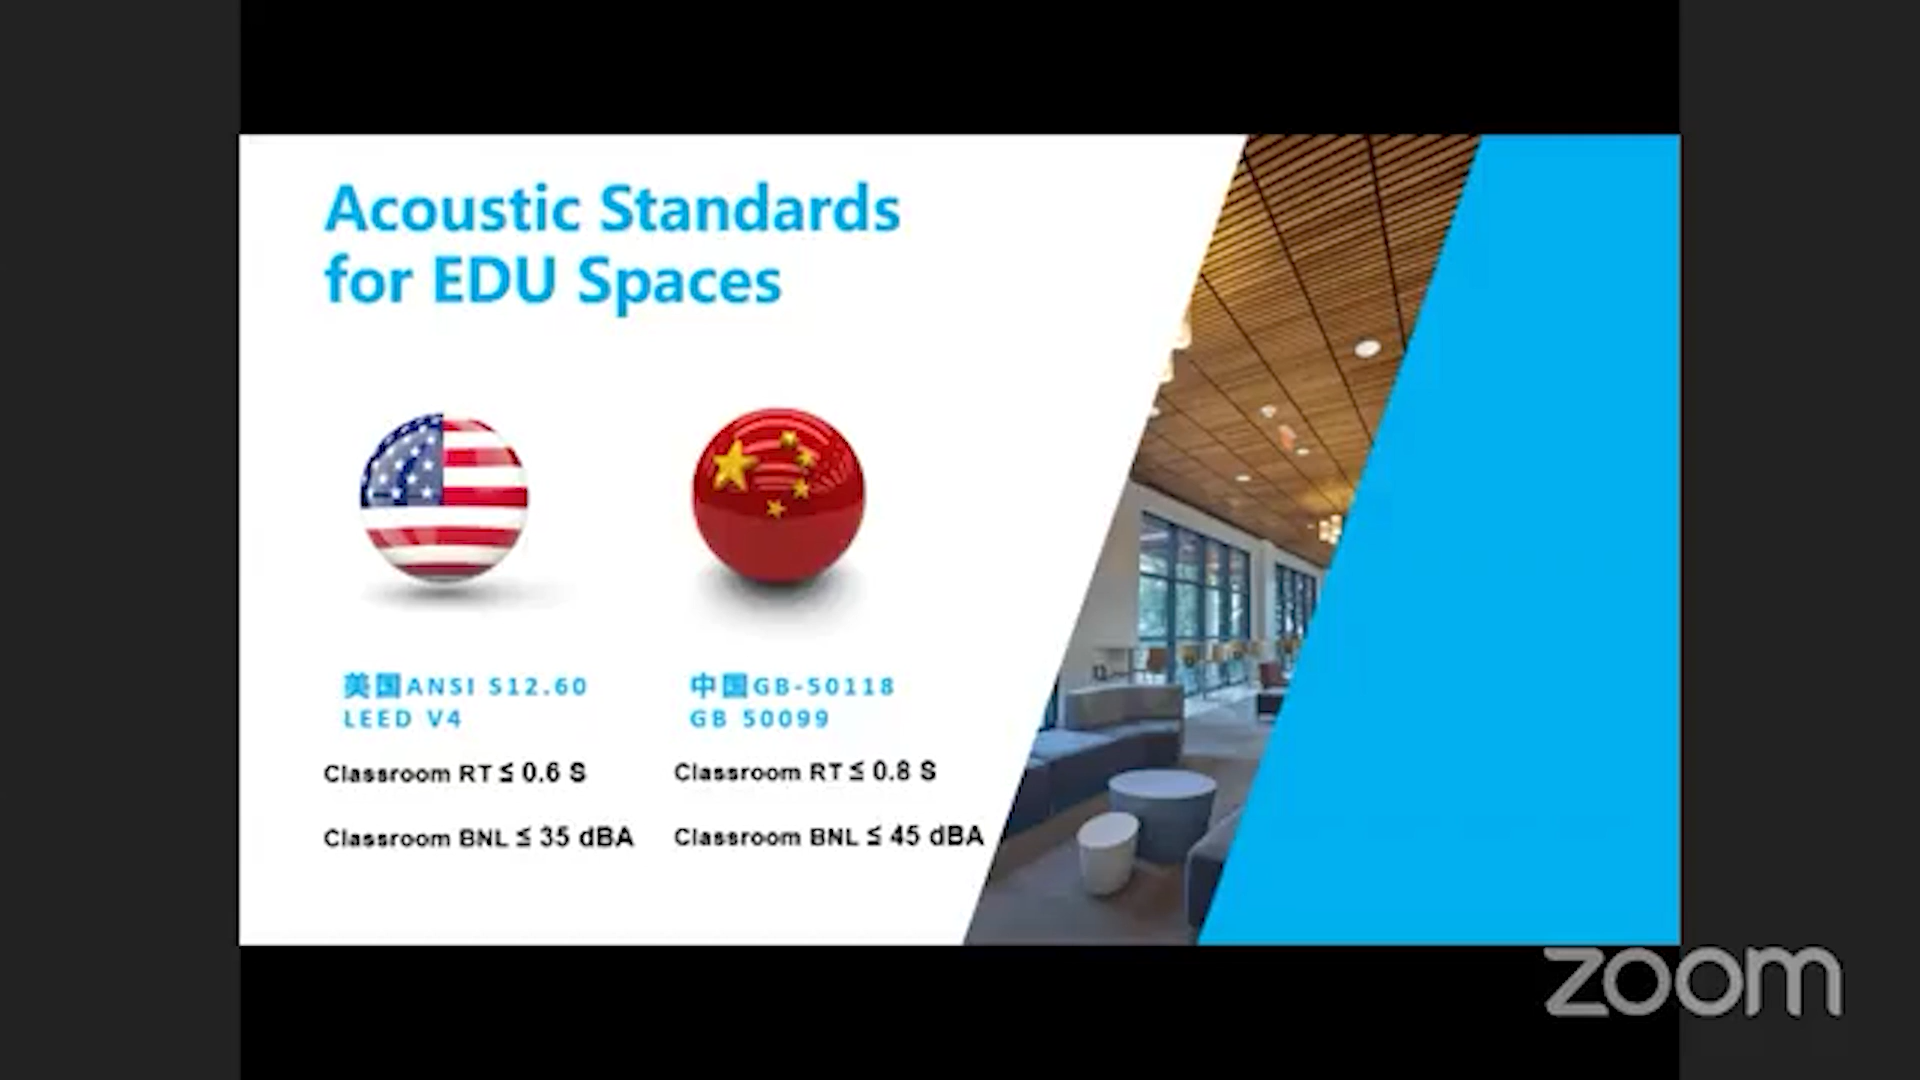 Acoustic Standards
for EDU Spaces
美国ANSI S12.60
LEED V4
Classroom RT ≤ 0.6 S
Classroom BNL ≤ 35 dBA
中国GB-50118
GB 50099
Classroom RT ≤ 0.8 S
Classroom BNL ≤ 45 dBA
zoom